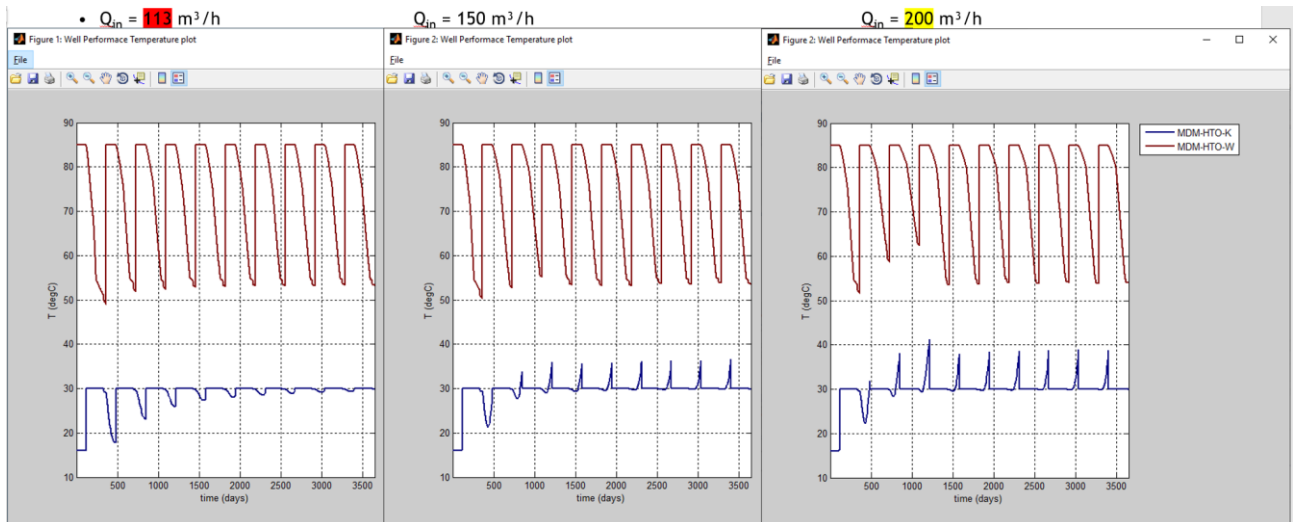 • Q_in = 113 m³/h Q_in = 150 m³/h Q_in = 200 m³/h
Figure 1: Well Performace Temperature plot
File
90
80
70
60
50
40
30
20
10
T (degC)
500 1000 1500 2000 2500 3000 3500
time (days)
Figure 2: Well Performace Temperature plot
File
90
80
70
60
50
40
30
20
10
T (degC)
500 1000 1500 2000 2500 3000 3500
time (days)
Figure 2: Well Performace Temperature plot
File
90
80
70
60
50
40
30
20
10
T (degC)
500 1000 1500 2000 2500 3000 3500
time (days)
MDM-HTO-K
MDM-HTO-W